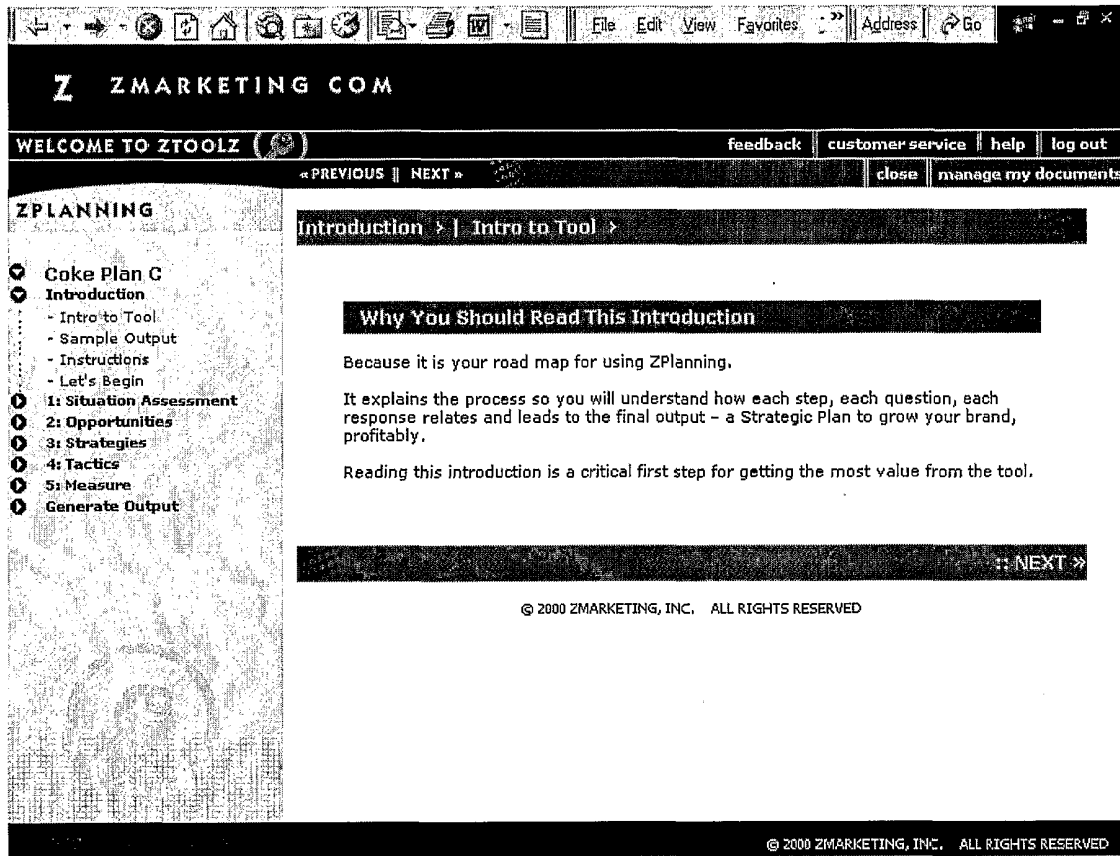 File Edit View Favorites » Address Go
Z ZMARKETING COM
WELCOME TO ZTOOLZ
feedback customer service help log out
« PREVIOUS || NEXT »
close manage my documents
ZPLANNING
Coke Plan C
Introduction
- Intro to Tool
- Sample Output
- Instructions
- Let's Begin
1: Situation Assessment
2: Opportunities
3: Strategies
4: Tactics
5: Measure
Generate Output
Introduction > | Intro to Tool >
Why You Should Read This Introduction
Because it is your road map for using ZPlanning.
It explains the process so you will understand how each step, each question, each
response relates and leads to the final output – a Strategic Plan to grow your brand,
profitably.
Reading this introduction is a critical first step for getting the most value from the tool.
:: NEXT »
© 2000 ZMARKETING, INC. ALL RIGHTS RESERVED
© 2000 ZMARKETING, INC. ALL RIGHTS RESERVED